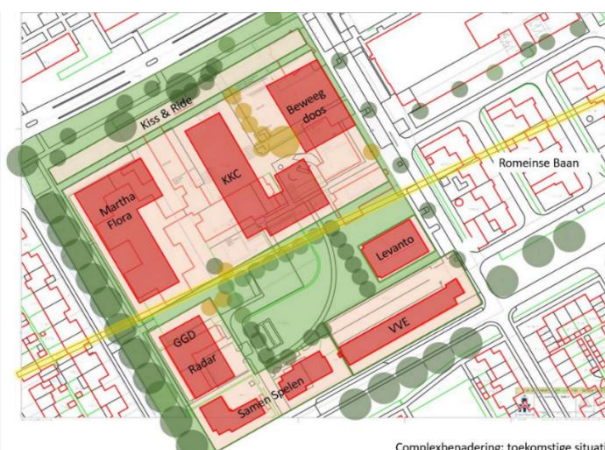 Kiss & Ride
Beweeg
doos
KKC
Martha
Flora
Romeinse Baan
Levanto
GGD
Radar
VVE
Samen Spelen
Complexbenadering: toekomstige situati